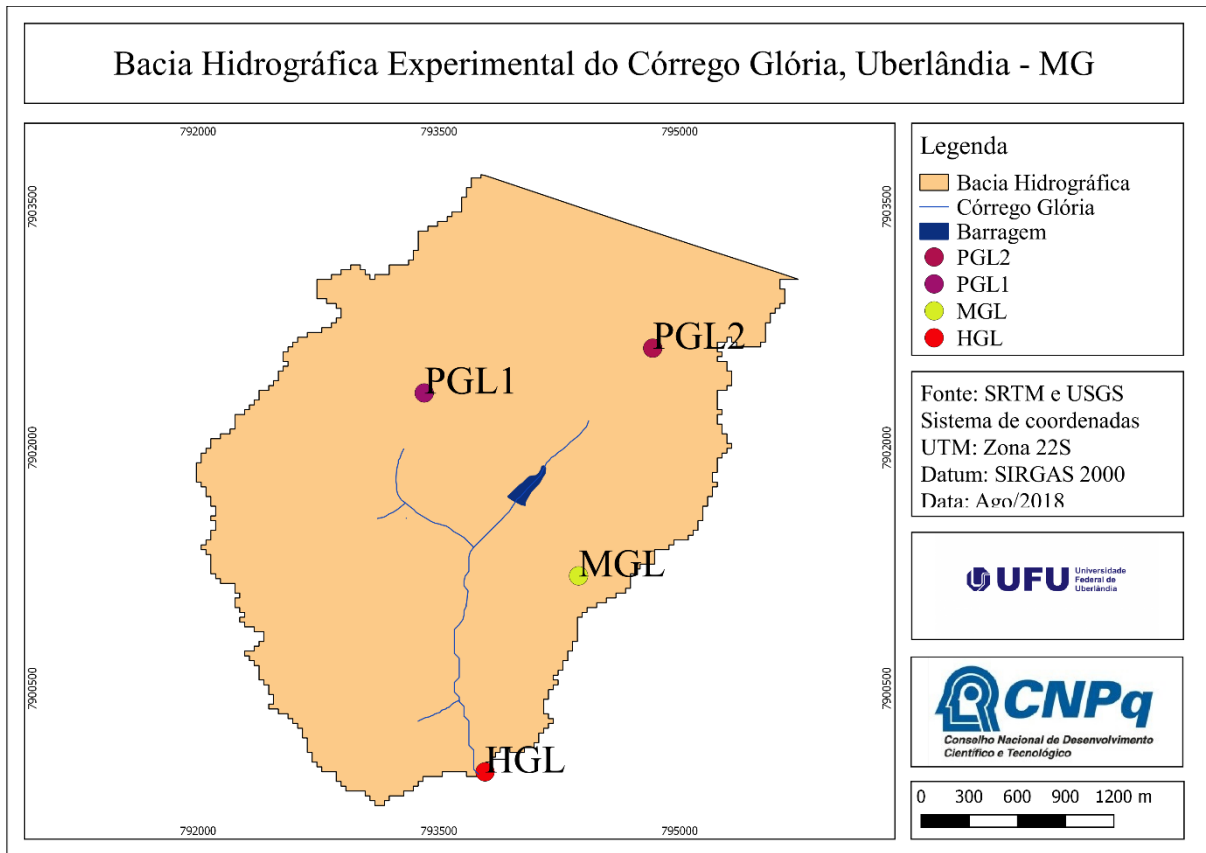 Bacia Hidrográfica Experimental do Córrego Glória, Uberlândia - MG
792000
793500
795000
7903500
7903500
7902000
7902000
7900500
7900500
PGL2
PGL1
MGL
HGL
792000
793500
795000
Legenda
Bacia Hidrográfica
Córrego Glória
Barragem
PGL2
PGL1
MGL
HGL
Fonte: SRTM e USGS
Sistema de coordenadas
UTM: Zona 22S
Datum: SIRGAS 2000
Data: Ago/2018
UFU
Universidade
Federal de
Uberlândia
CNPq
Conselho Nacional de Desenvolvimento
Científico e Tecnológico
0 300 600 900 1200 m